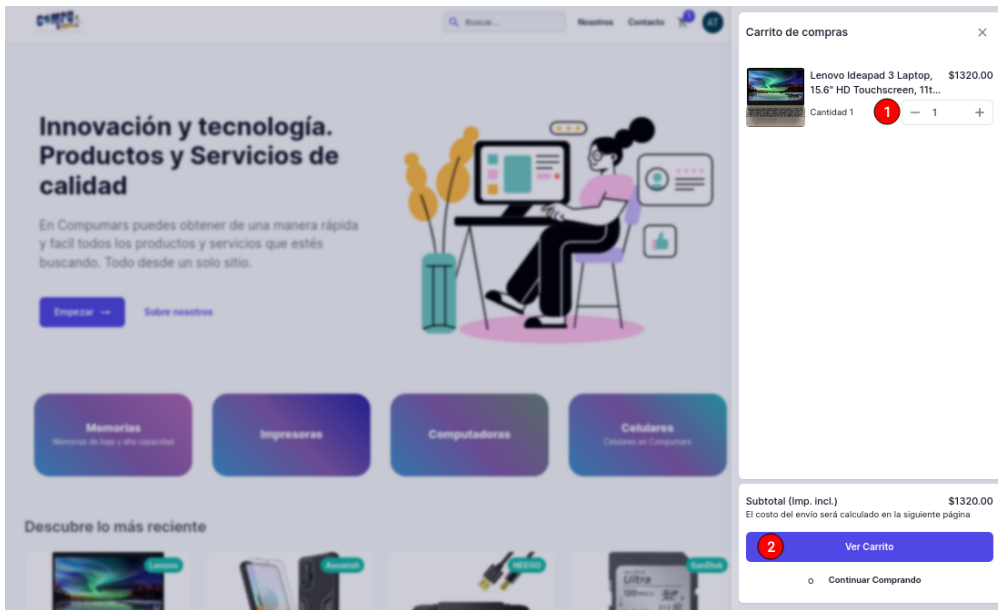 Buscar...
Nosotros
Contacto
1
AT
Innovación y tecnología.
Productos y Servicios de
calidad
En Compumars puedes obtener de una manera rápida
y facil todos los productos y servicios que estés
buscando. Todo desde un solo sitio.
Empezar →
Sobre nosotros
Memorias
Memorias de baja y alta capacidad
Impresoras
Computadoras
Celulares
Celulares en Compumars
Descubre lo más reciente
Lenovo
NEEGO
SanDisk
Ultra
Carrito de compras
Lenovo Ideapad 3 Laptop,
$1320.00
15.6" HD Touchscreen, 11t...
Cantidad 1
1
— 1 +
Subtotal (Imp. incl.)
$1320.00
El costo del envío será calculado en la siguiente página
2
Ver Carrito
o Continuar Comprando